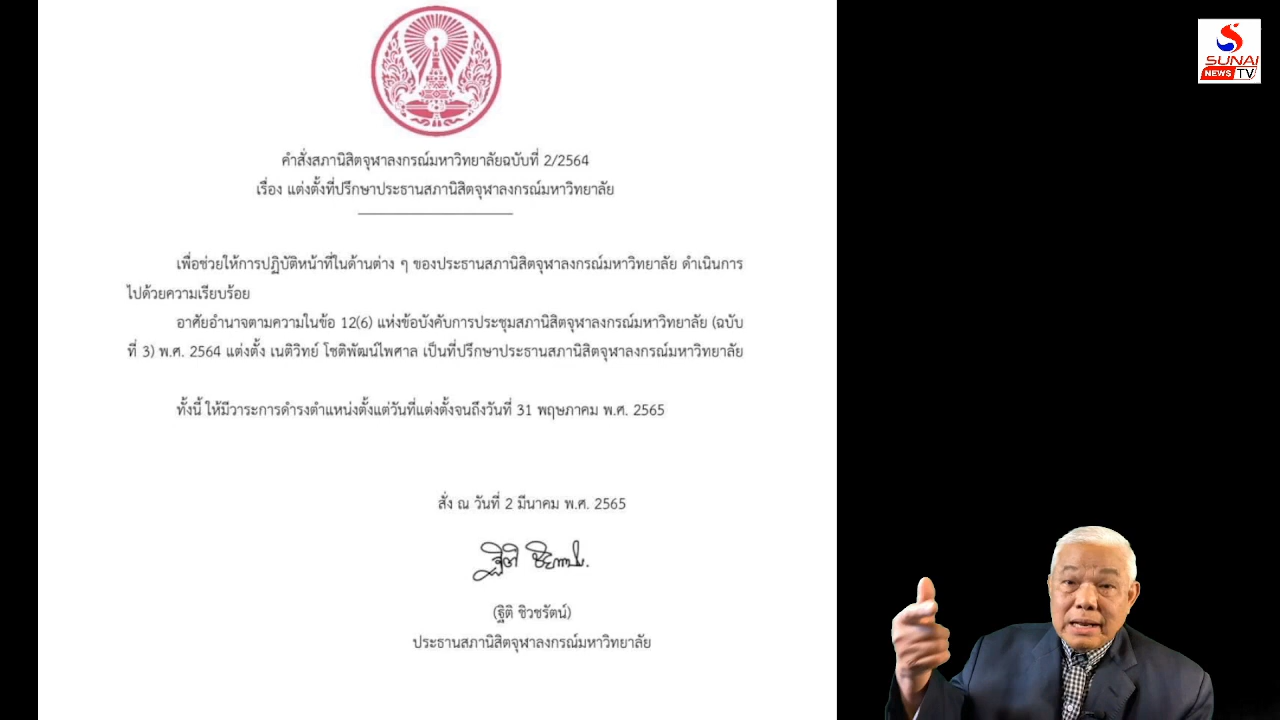 คำสั่งสภานิสิตจุฬาลงกรณ์มหาวิทยาลัยฉบับที่ 2/2564
เรื่อง แต่งตั้งที่ปรึกษาประธานสภานิสิตจุฬาลงกรณ์มหาวิทยาลัย
เพื่อช่วยให้การปฏิบัติหน้าที่ในด้านต่าง ๆ ของประธานสภานิสิตจุฬาลงกรณ์มหาวิทยาลัย ดำเนินการ
ไปด้วยความเรียบร้อย
อาศัยอำนาจตามความในข้อ 12(6) แห่งข้อบังคับการประชุมสภานิสิตจุฬาลงกรณ์มหาวิทยาลัย (ฉบับ
ที่ 3) พ.ศ. 2564 แต่งตั้ง เนติวิทย์ โชติพัฒน์ไพศาล เป็นที่ปรึกษาประธานสภานิสิตจุฬาลงกรณ์มหาวิทยาลัย
ทั้งนี้ ให้มีวาระการดำรงตำแหน่งตั้งแต่วันที่แต่งตั้งจนถึงวันที่ 31 พฤษภาคม พ.ศ. 2565
สั่ง ณ วันที่ 2 มีนาคม พ.ศ. 2565
(ฐิติ ชิวชรัตน์)
ประธานสภานิสิตจุฬาลงกรณ์มหาวิทยาลัย
SUNAI
NEWS TV